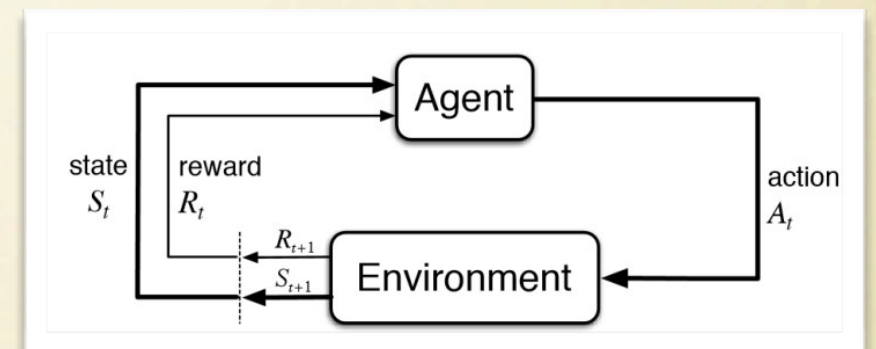 Agent
state
S_t
reward
R_t
action
A_t
R_{t+1}
S_{t+1}
Environment